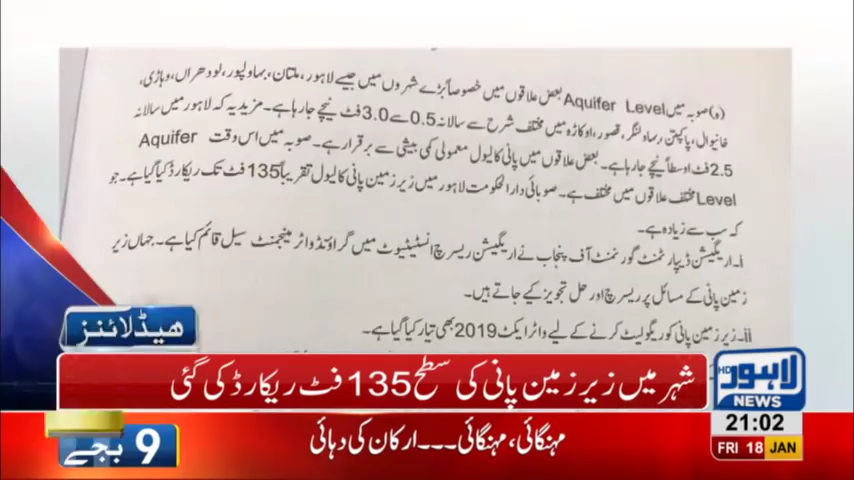 (و) صوبہ میں Aquifer Level بعض علاقوں میں خصوصاً بڑے شہروں میں جیسے لاہور، ملتان، بہاولپور، لودھراں، وہاڑی،
خانیوال، پاکپتن، بہاولنگر، قصور، اوکاڑہ میں مختلف شرح سے سالانہ 0.5 سے 3.0 فٹ نیچے جا رہا ہے۔ مزید یہ کہ لاہور میں سالانہ
2.5 فٹ اوسطاً نیچے جا رہا ہے۔ بعض علاقوں میں پانی کا لیول معمولی کمی بیشی سے برقرار ہے۔ صوبہ میں اس وقت Aquifer
Level مختلف علاقوں میں مختلف ہے۔ صوبائی دارالحکومت لاہور میں زیر زمین پانی کا لیول تقریباً 135 فٹ تک ریکارڈ کیا گیا ہے۔ جو
کہ سب سے زیادہ ہے۔
i۔ اریگیشن ڈیپارٹمنٹ گورنمنٹ آف پنجاب نے اریگیشن ریسرچ انسٹیٹیوٹ میں گراؤنڈ واٹر مینجمنٹ سیل قائم کیا ہے۔ جہاں زیر
زمین پانی کے مسائل پر ریسرچ اور حل تجویز کیے جاتے ہیں۔
ii۔ زیر زمین پانی کو ریگولیٹ کرنے کے لیے واٹر ایکٹ 2019 بھی تیار کیا گیا ہے۔
ہیڈلائنز
شہر میں زیر زمین پانی کی سطح 135 فٹ ریکارڈ کی گئی
لاہور HD
NEWS
21:02
FRI 18 JAN
9 بجے
مہنگائی، مہنگائی۔۔۔ارکان کی دہائی